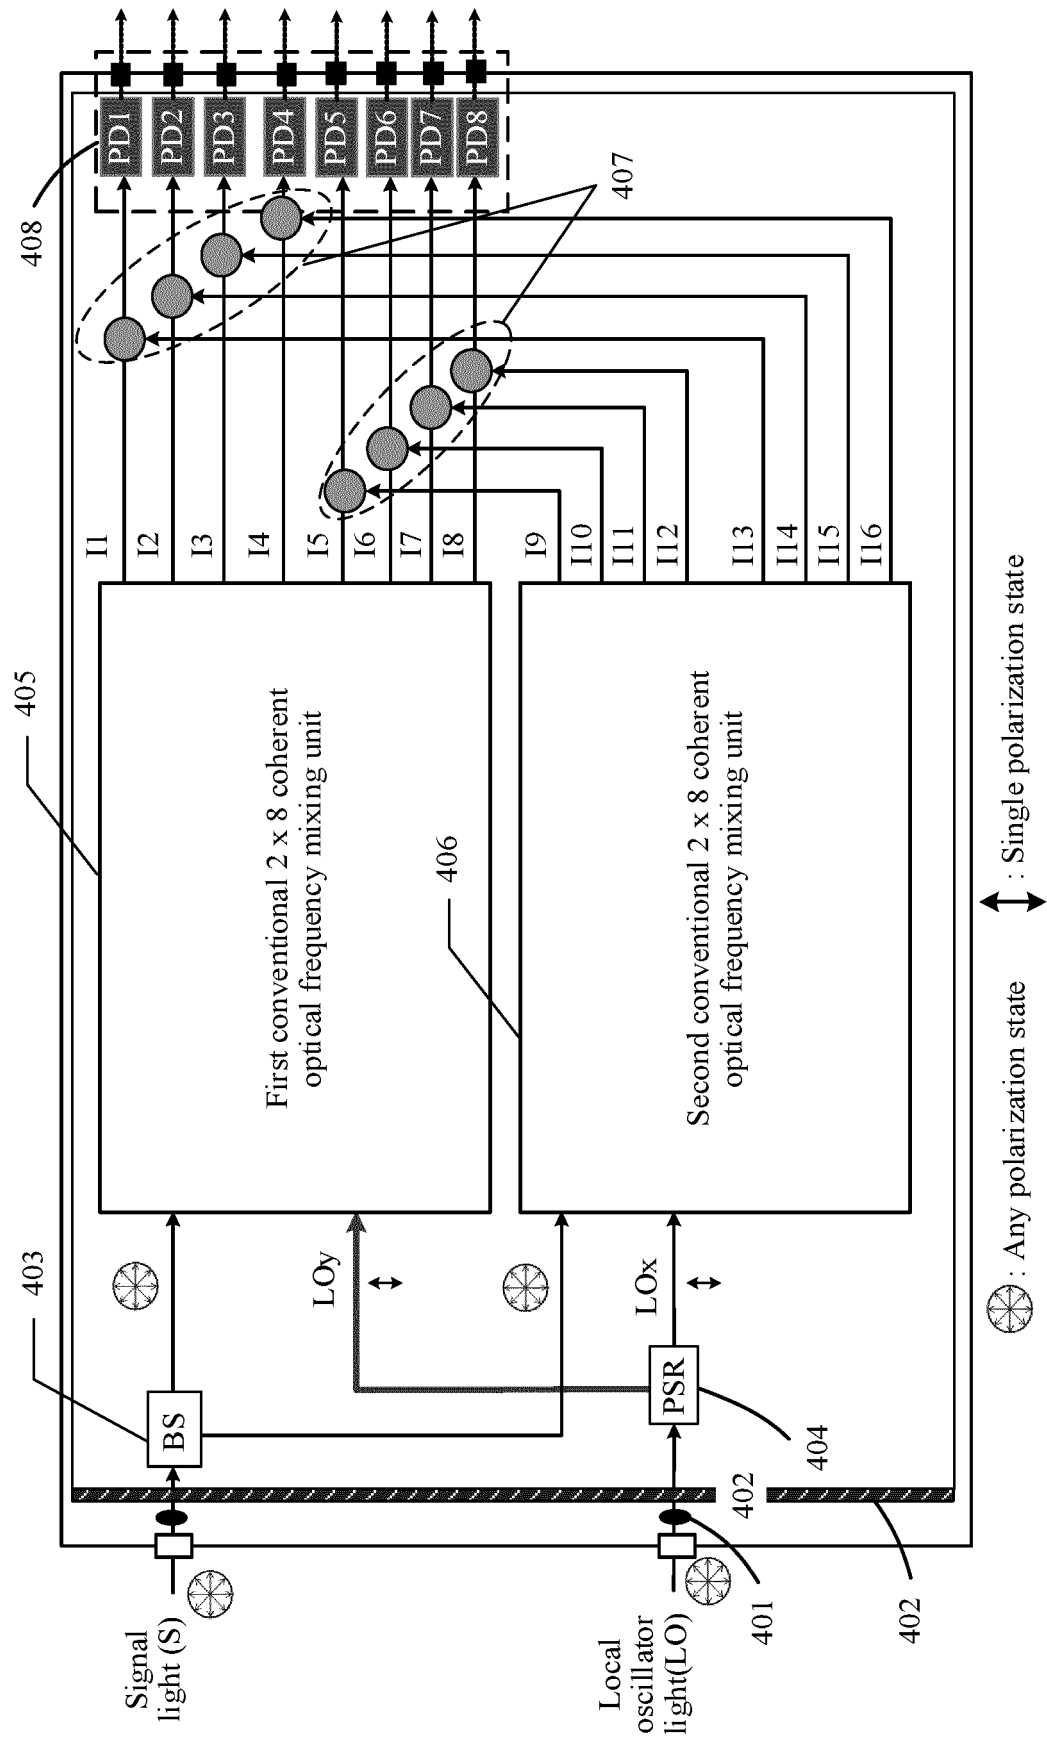 408
PD1
PD2
PD3
PD4
PD5
PD6
PD7
PD8
407
I1
I2
I3
I4
I5
I6
I7
I8
I9
I10
I11
I12
I13
I14
I15
I16
405
First conventional 2 x 8 coherent
optical frequency mixing unit
406
Second conventional 2 x 8 coherent
optical frequency mixing unit
403
LOy
LOx
BS
PSR
404
402
401
402
Signal
light (S)
Local
oscillator
light(LO)
: Any polarization state
: Single polarization state